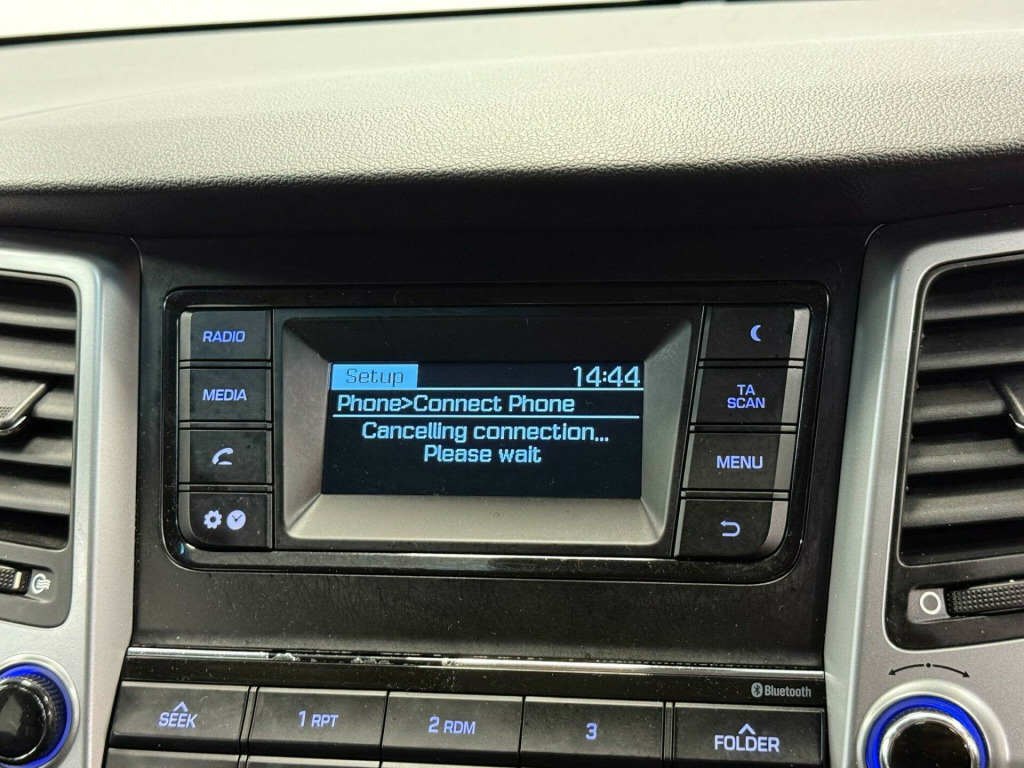 RADIO
MEDIA
Setup 14:44
Phone>Connect Phone
Cancelling connection...
Please wait
TA
SCAN
MENU
Bluetooth
SEEK
1 RPT
2 RDM
3
FOLDER